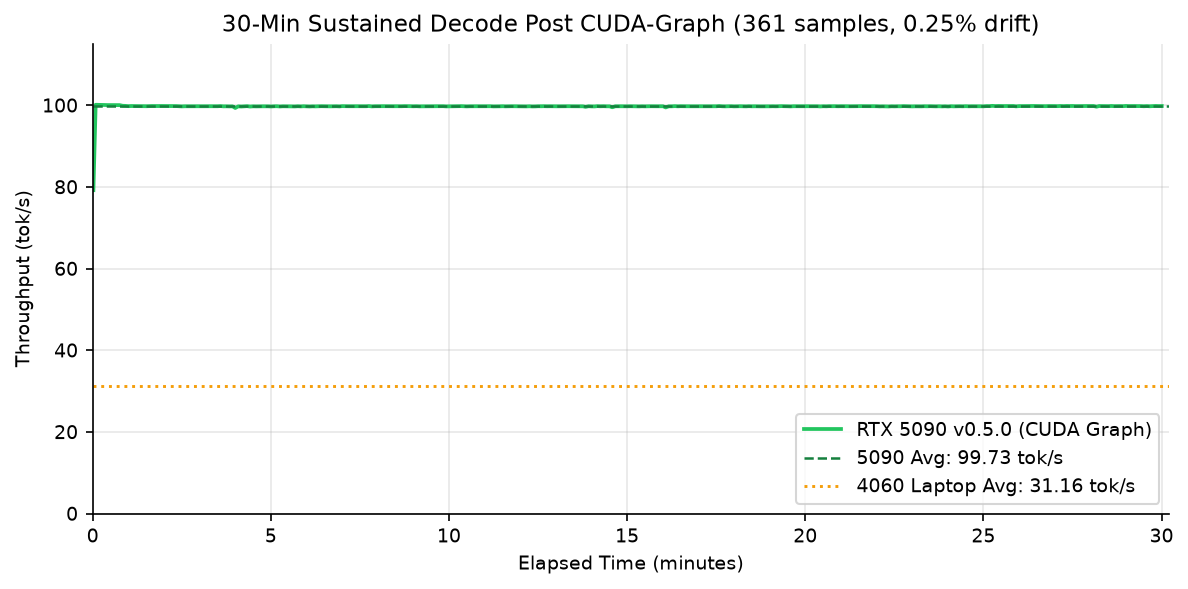 30-Min Sustained Decode Post CUDA-Graph (361 samples, 0.25% drift)
Throughput (tok/s)
100
80
60
40
20
0
0 5 10 15 20 25 30
Elapsed Time (minutes)
RTX 5090 v0.5.0 (CUDA Graph)
5090 Avg: 99.73 tok/s
4060 Laptop Avg: 31.16 tok/s